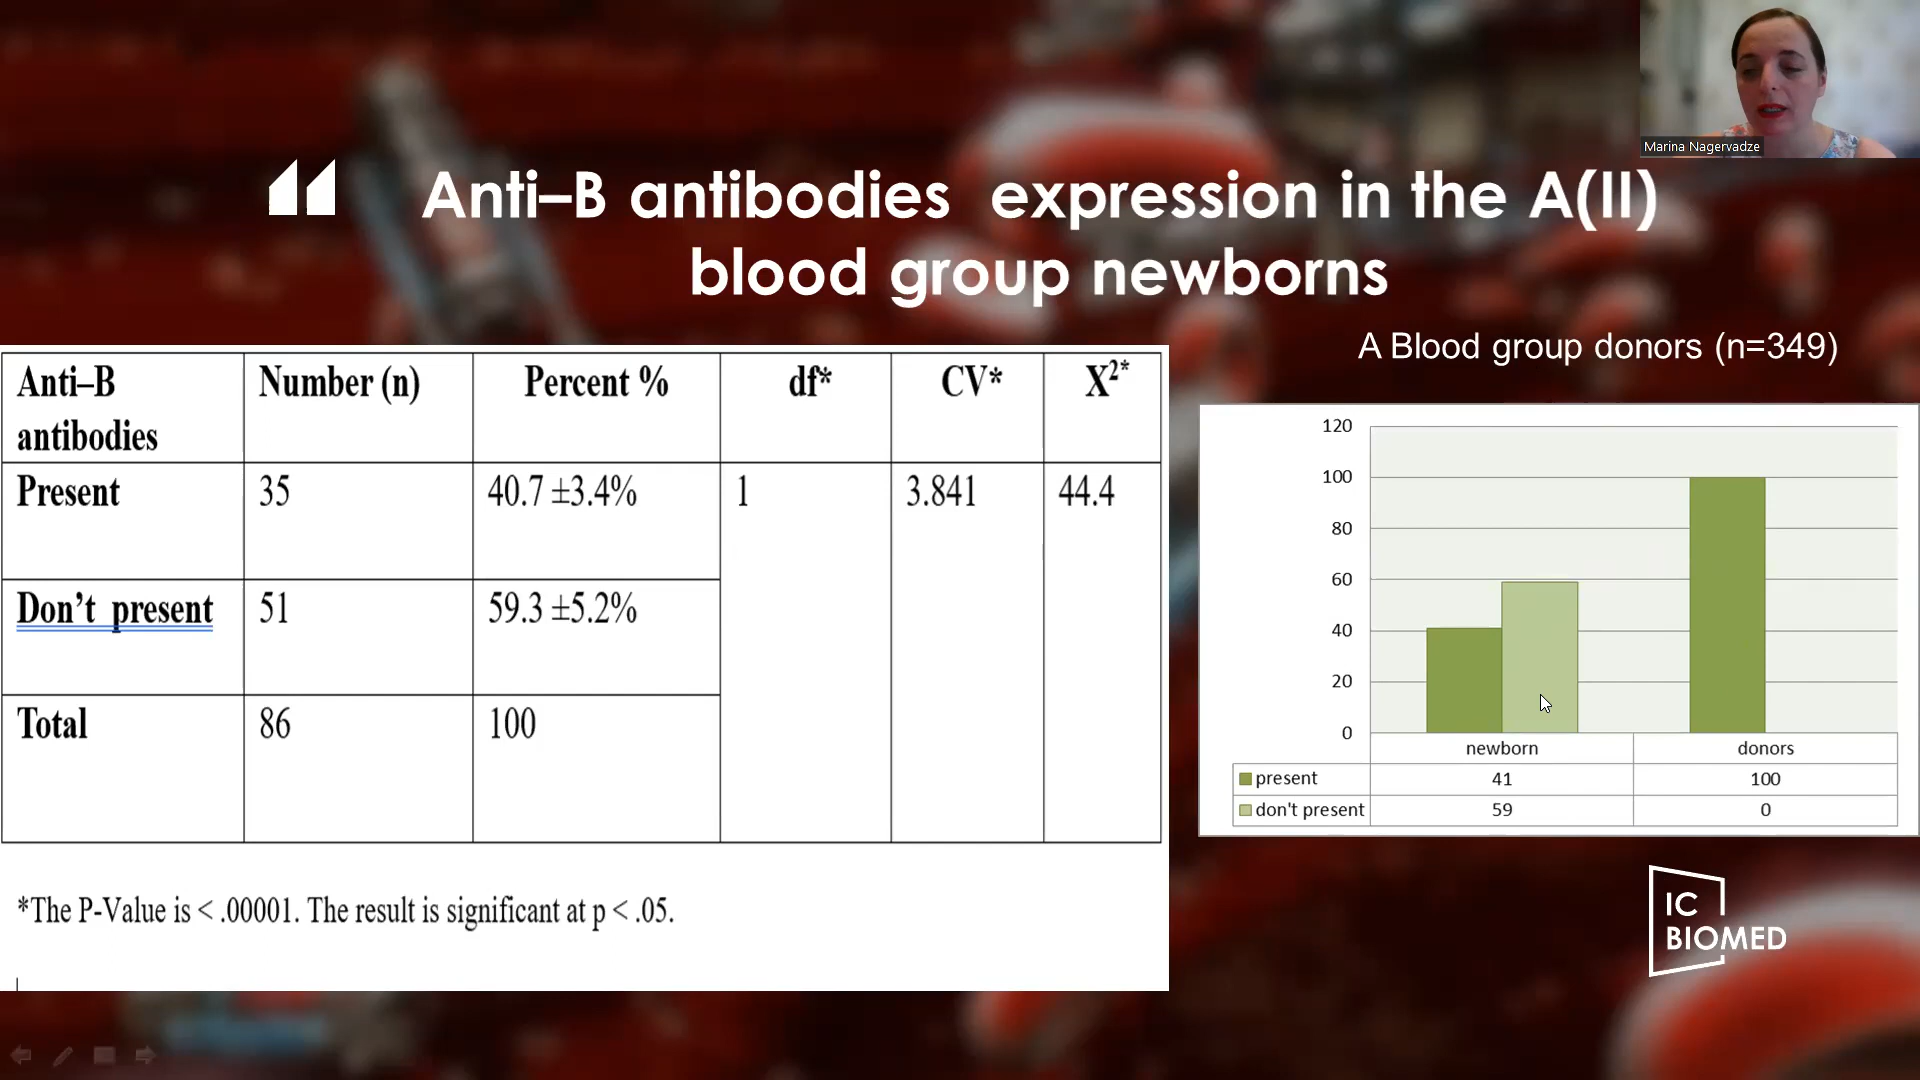 Marina Nagervadze
Anti–B antibodies expression in the A(II)
blood group newborns
A Blood group donors (n=349)
Anti–B antibodies Number (n) Percent % df* CV* X²*
Present 35 40.7 ±3.4% 1 3.841 44.4
Don’t present 51 59.3 ±5.2%
Total 86 100
*The P-Value is < .00001. The result is significant at p < .05.
120
100
80
60
40
20
0
newborn donors
present 41 100
don't present 59 0
IC
BIOMED